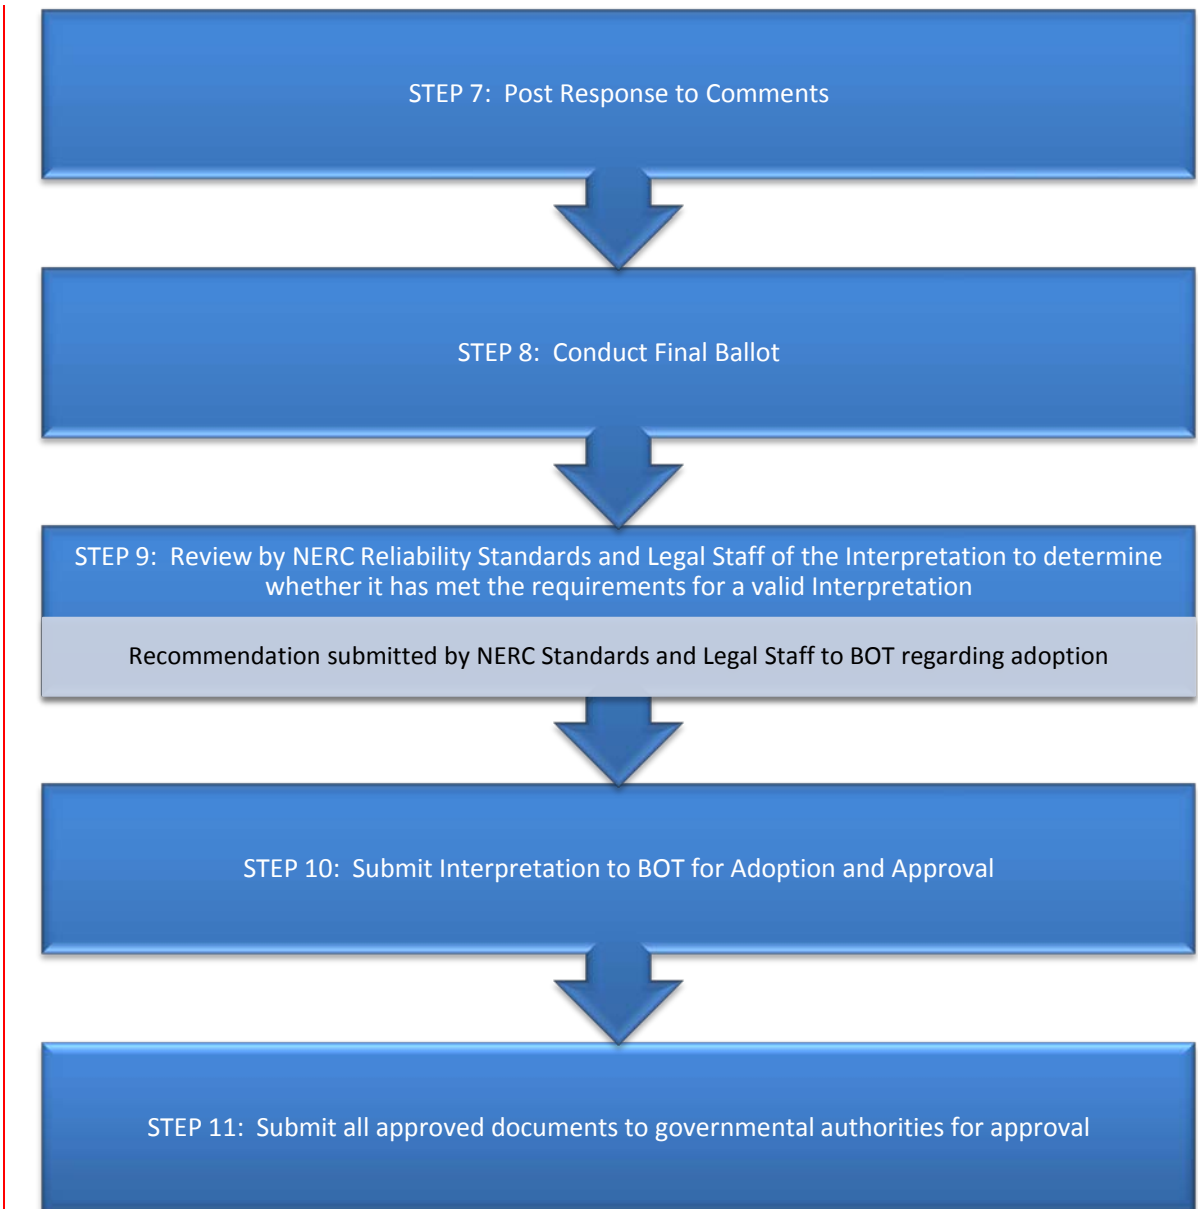 STEP 7:  Post Response to Comments
STEP 8:  Conduct Final Ballot
STEP 9:  Review by NERC Reliability Standards and Legal Staff of the Interpretation to determine
whether it has met the requirements for a valid Interpretation
Recommendation submitted by NERC Standards and Legal Staff to BOT regarding adoption
STEP 10:  Submit Interpretation to BOT for Adoption and Approval
STEP 11:  Submit all approved documents to governmental authorities for approval